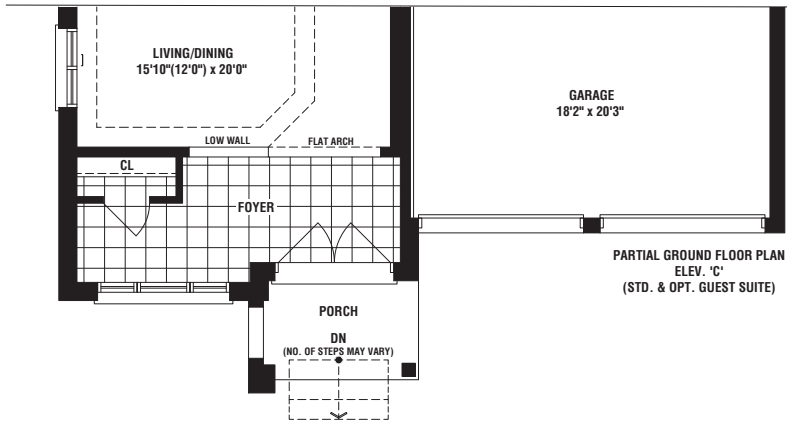 LIVING/DINING
15'10"(12'0") x 20'0"
GARAGE
18'2" x 20'3"
LOW WALL
FLAT ARCH
CL
FOYER
PARTIAL GROUND FLOOR PLAN
ELEV. 'C'
(STD. & OPT. GUEST SUITE)
PORCH
DN
(NO. OF STEPS MAY VARY)